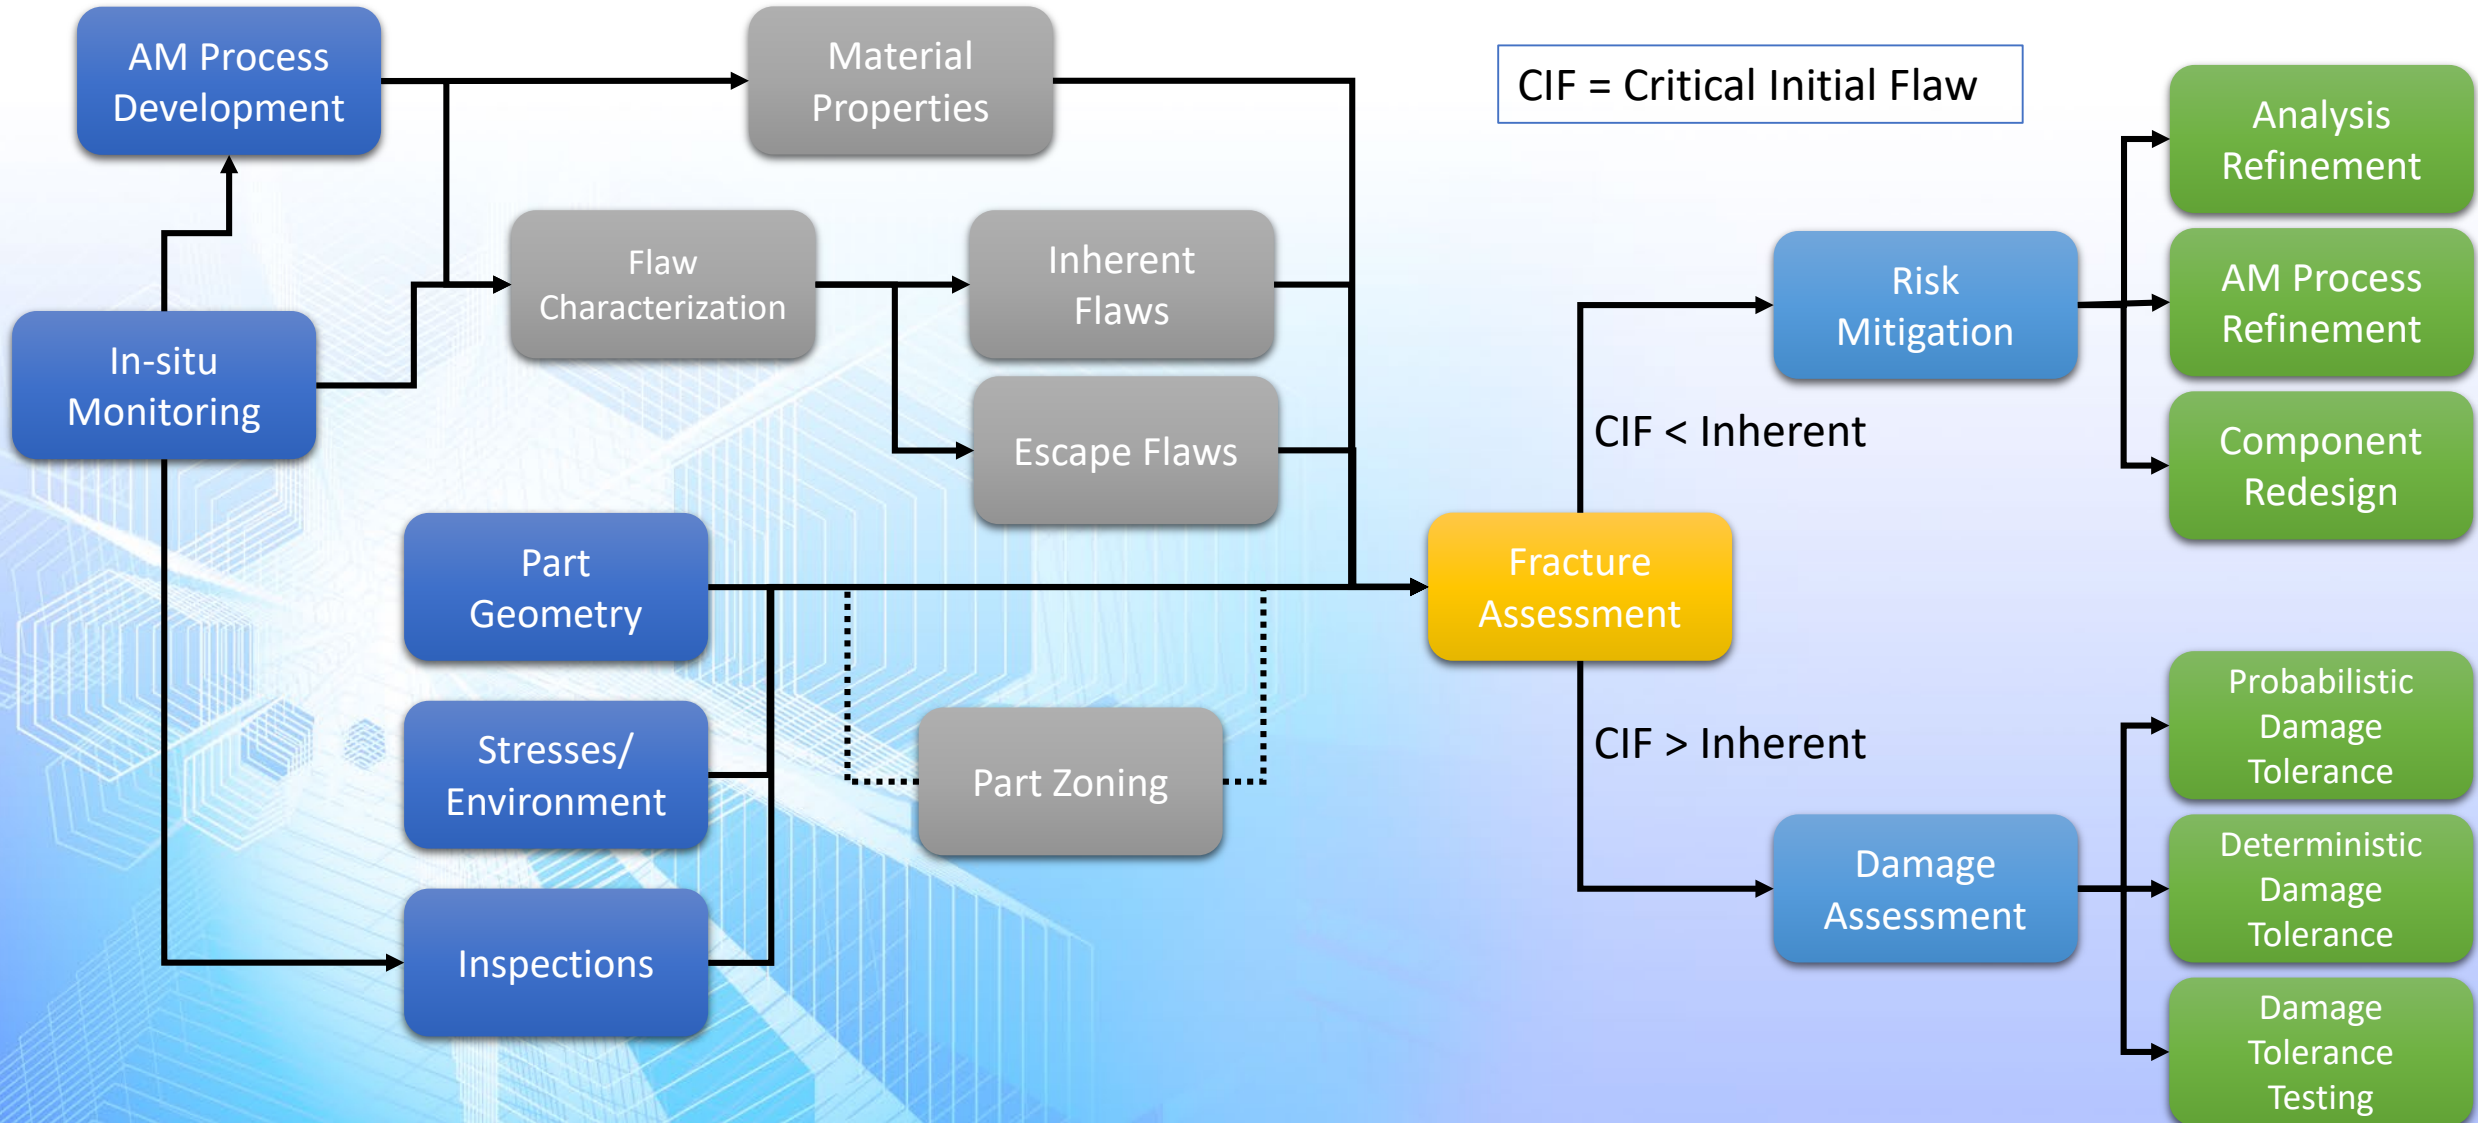 AM Process
Development
Material
Properties
CIF = Critical Initial Flaw
Analysis
Refinement
Flaw
Characterization
Inherent
Flaws
Risk
Mitigation
AM Process
Refinement
In-situ
Monitoring
Escape Flaws
CIF < Inherent
Component
Redesign
Part
Geometry
Fracture
Assessment
Stresses/
Environment
Part Zoning
CIF > Inherent
Probabilistic
Damage
Tolerance
Inspections
Damage
Assessment
Deterministic
Damage
Tolerance
Damage
Tolerance
Testing